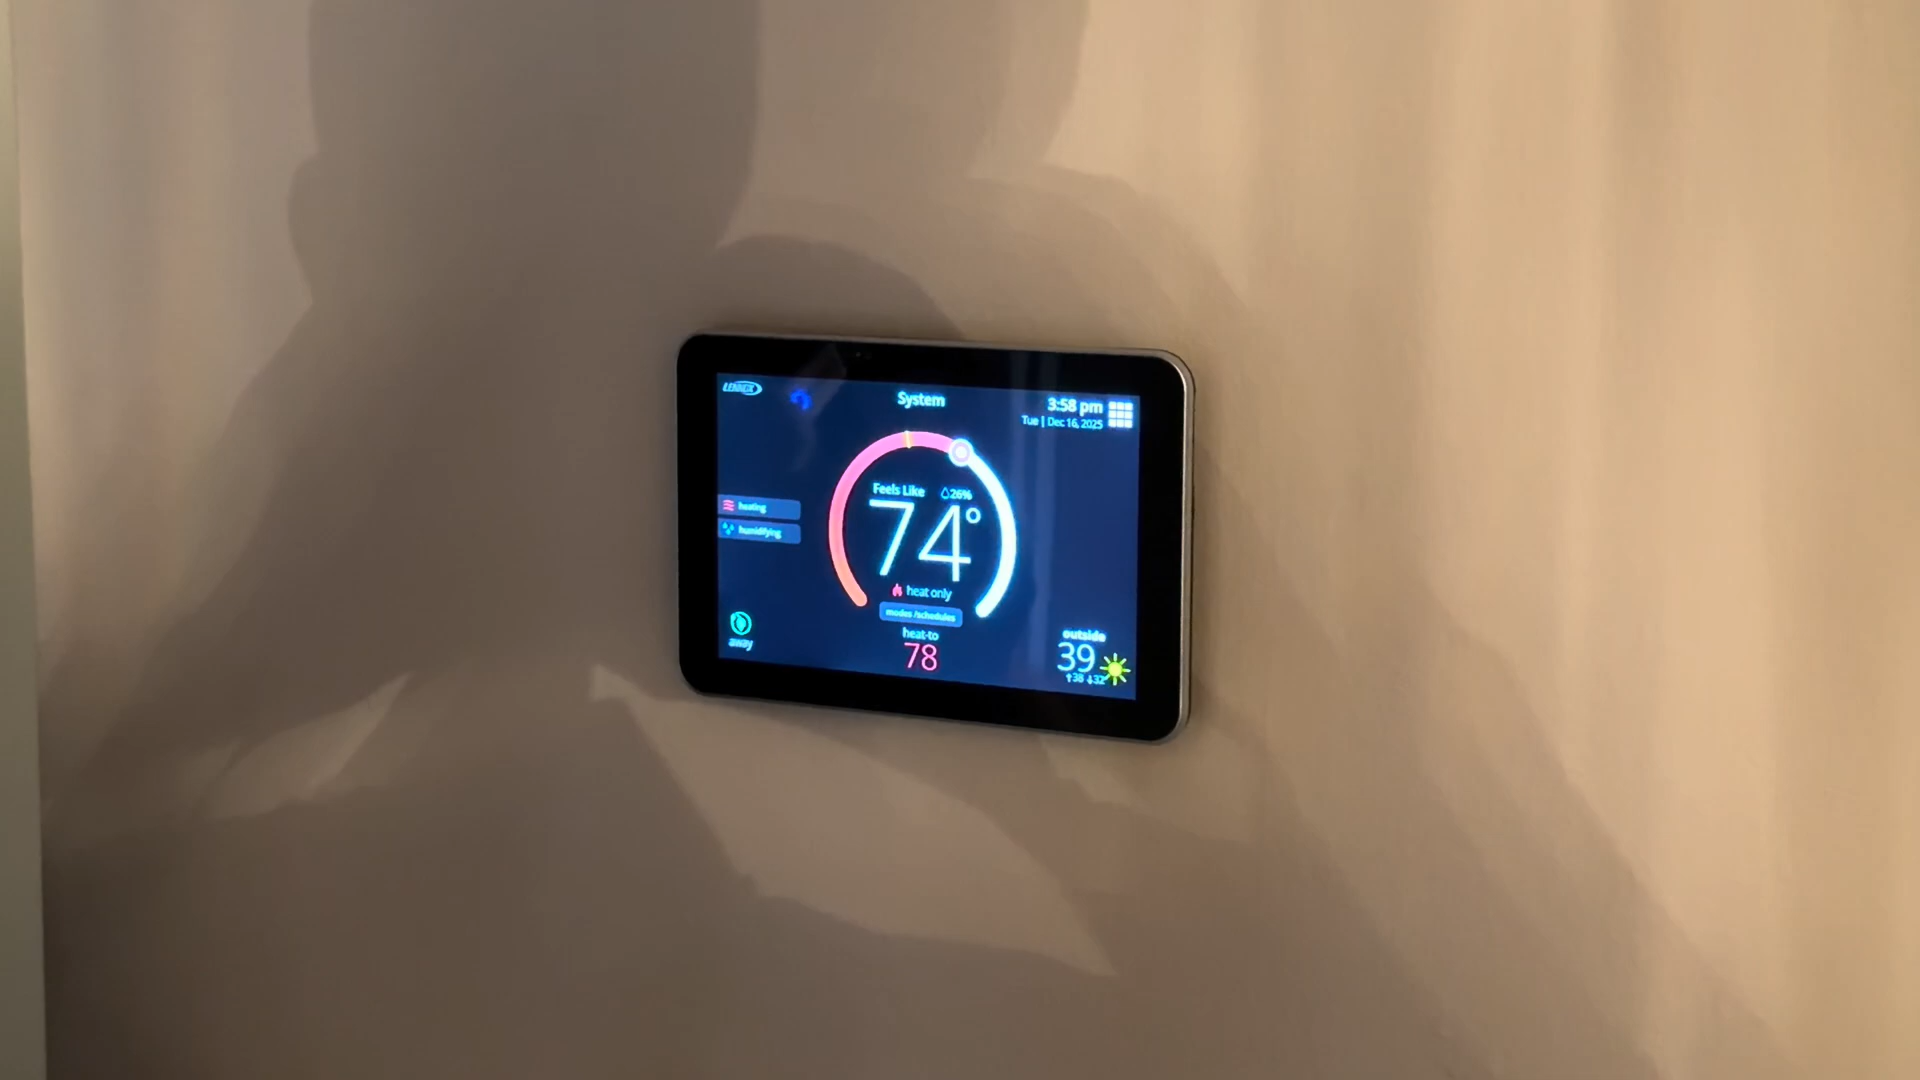 LENNOX
System
3:58 pm
Tue | Dec 16, 2025
Feels Like 26%
74°
heating
humidifying
heat only
modes /schedules
away
heat-to
78
outside
39
↑38 ↓32